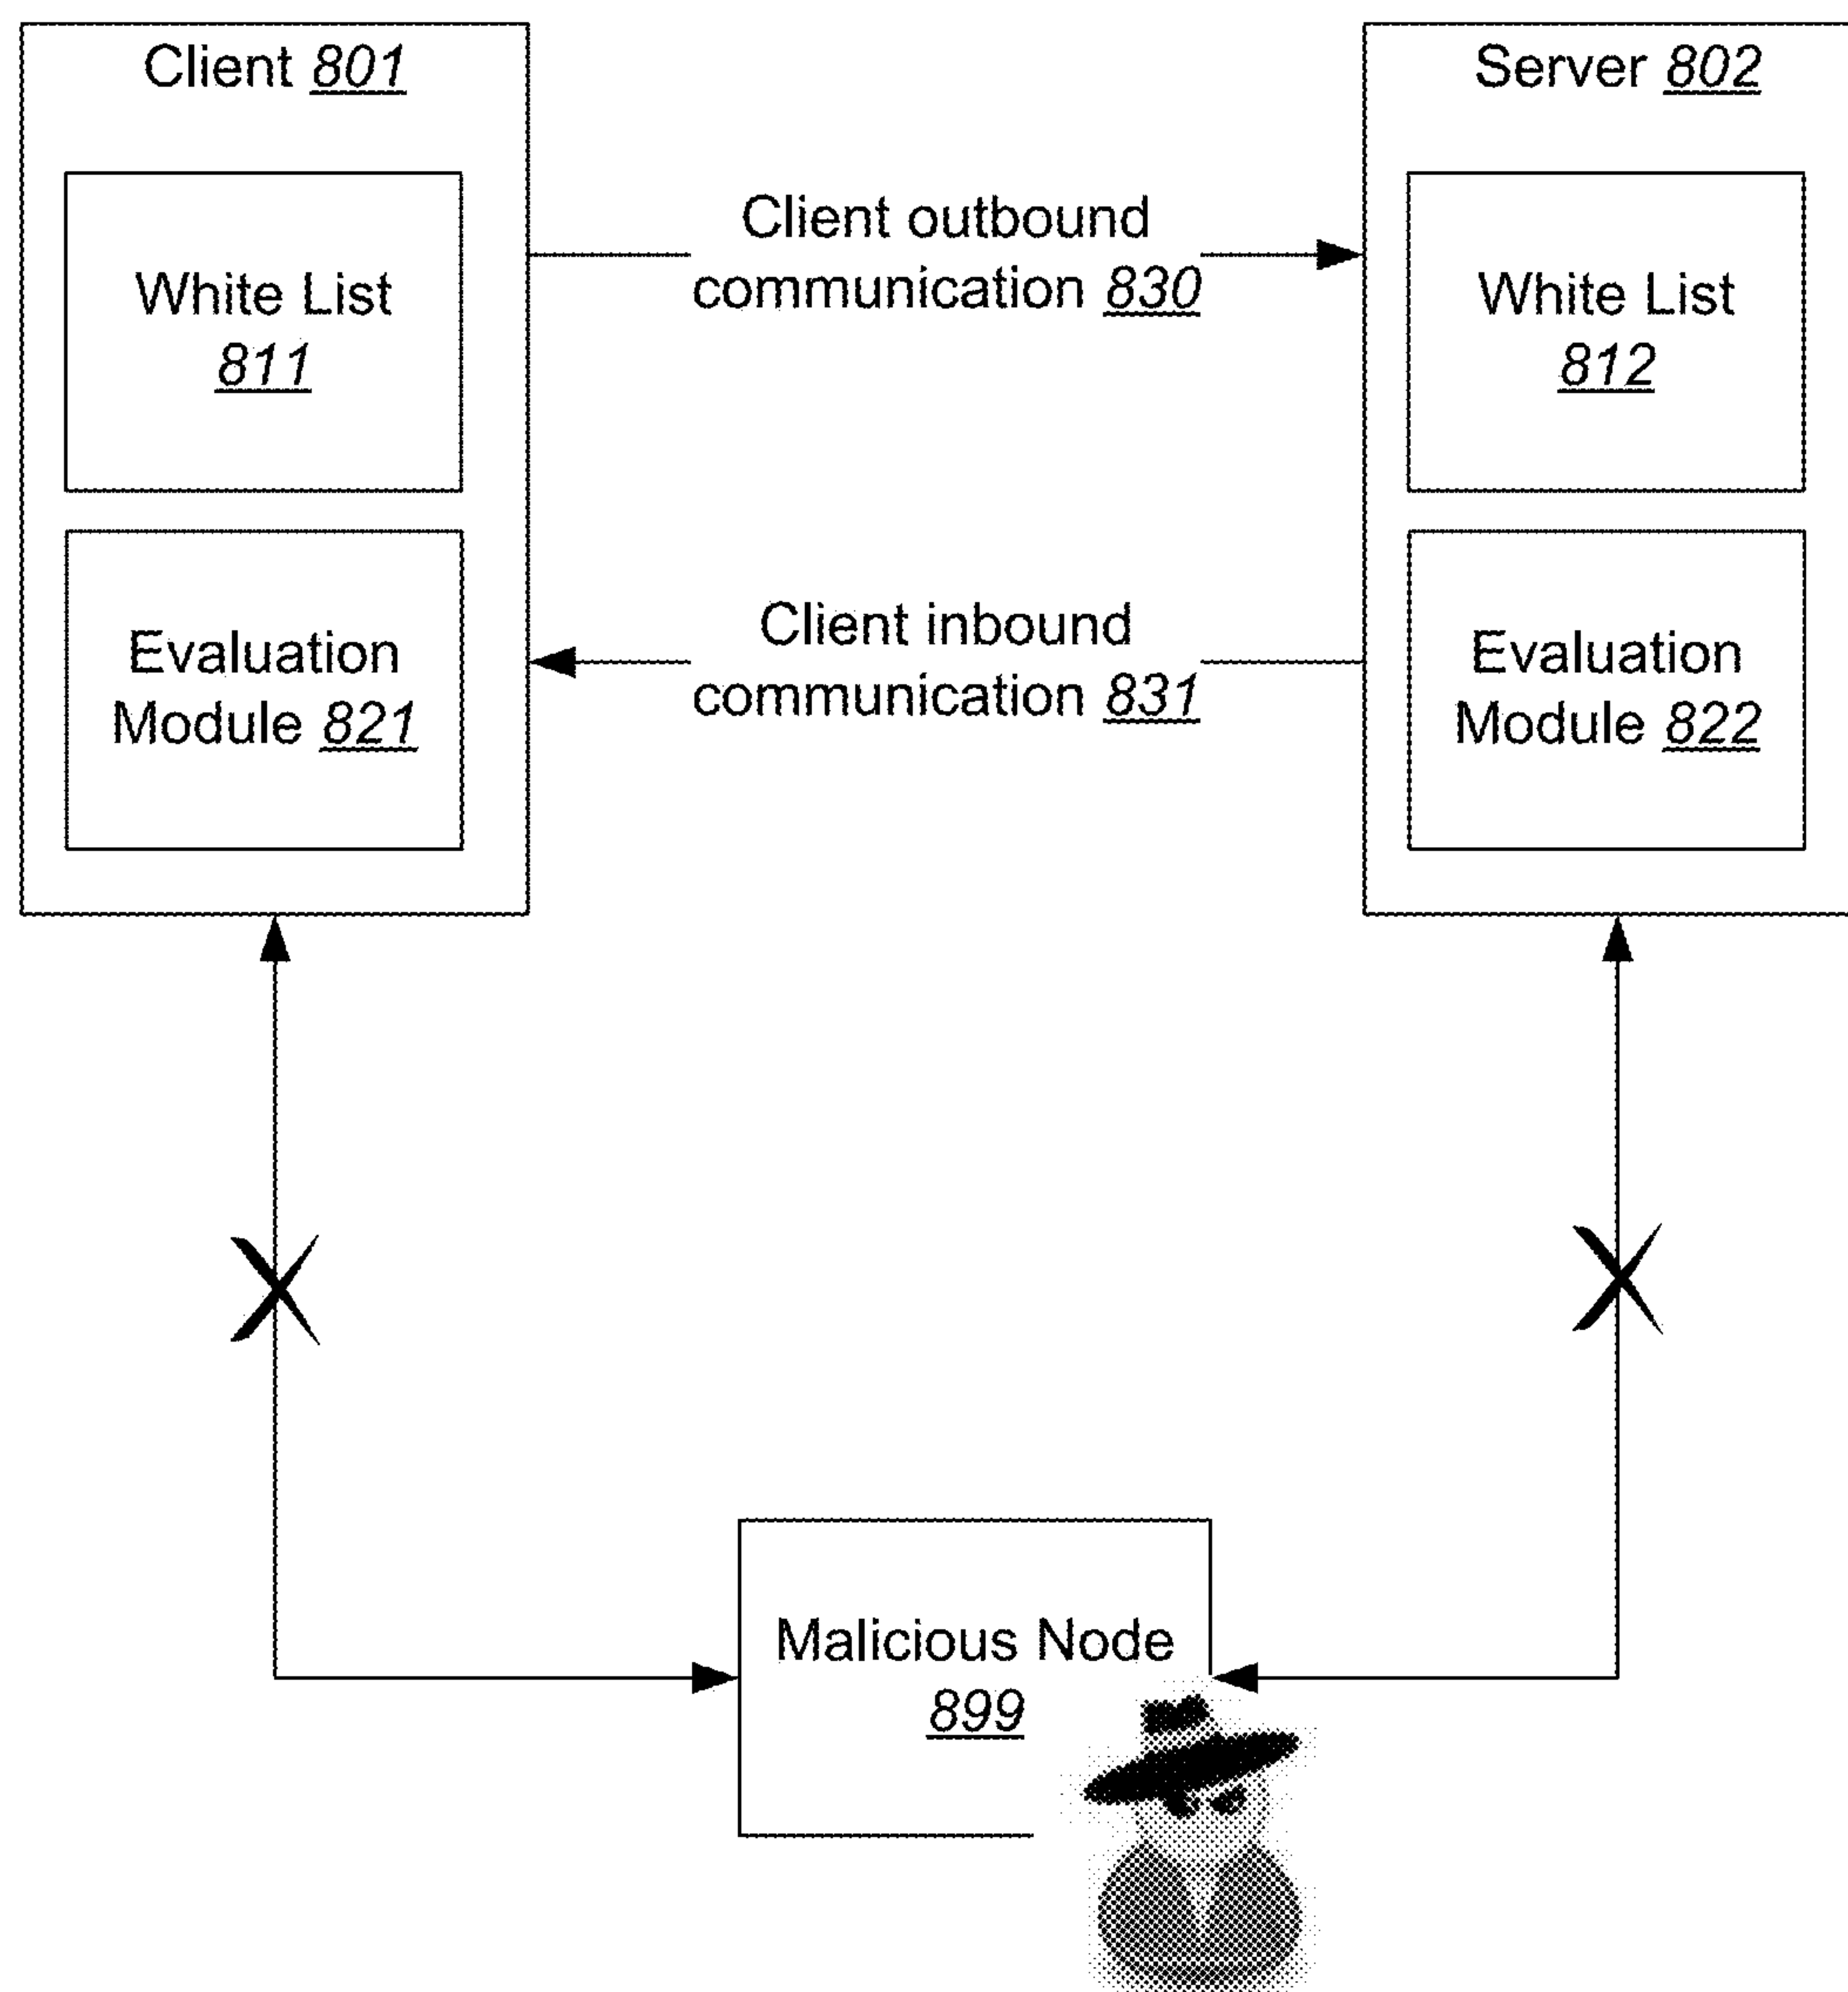 Client 801
White List
811
Evaluation
Module 821
Client outbound
communication 830
Client inbound
communication 831
Server 802
White List
812
Evaluation
Module 822
Malicious Node
899